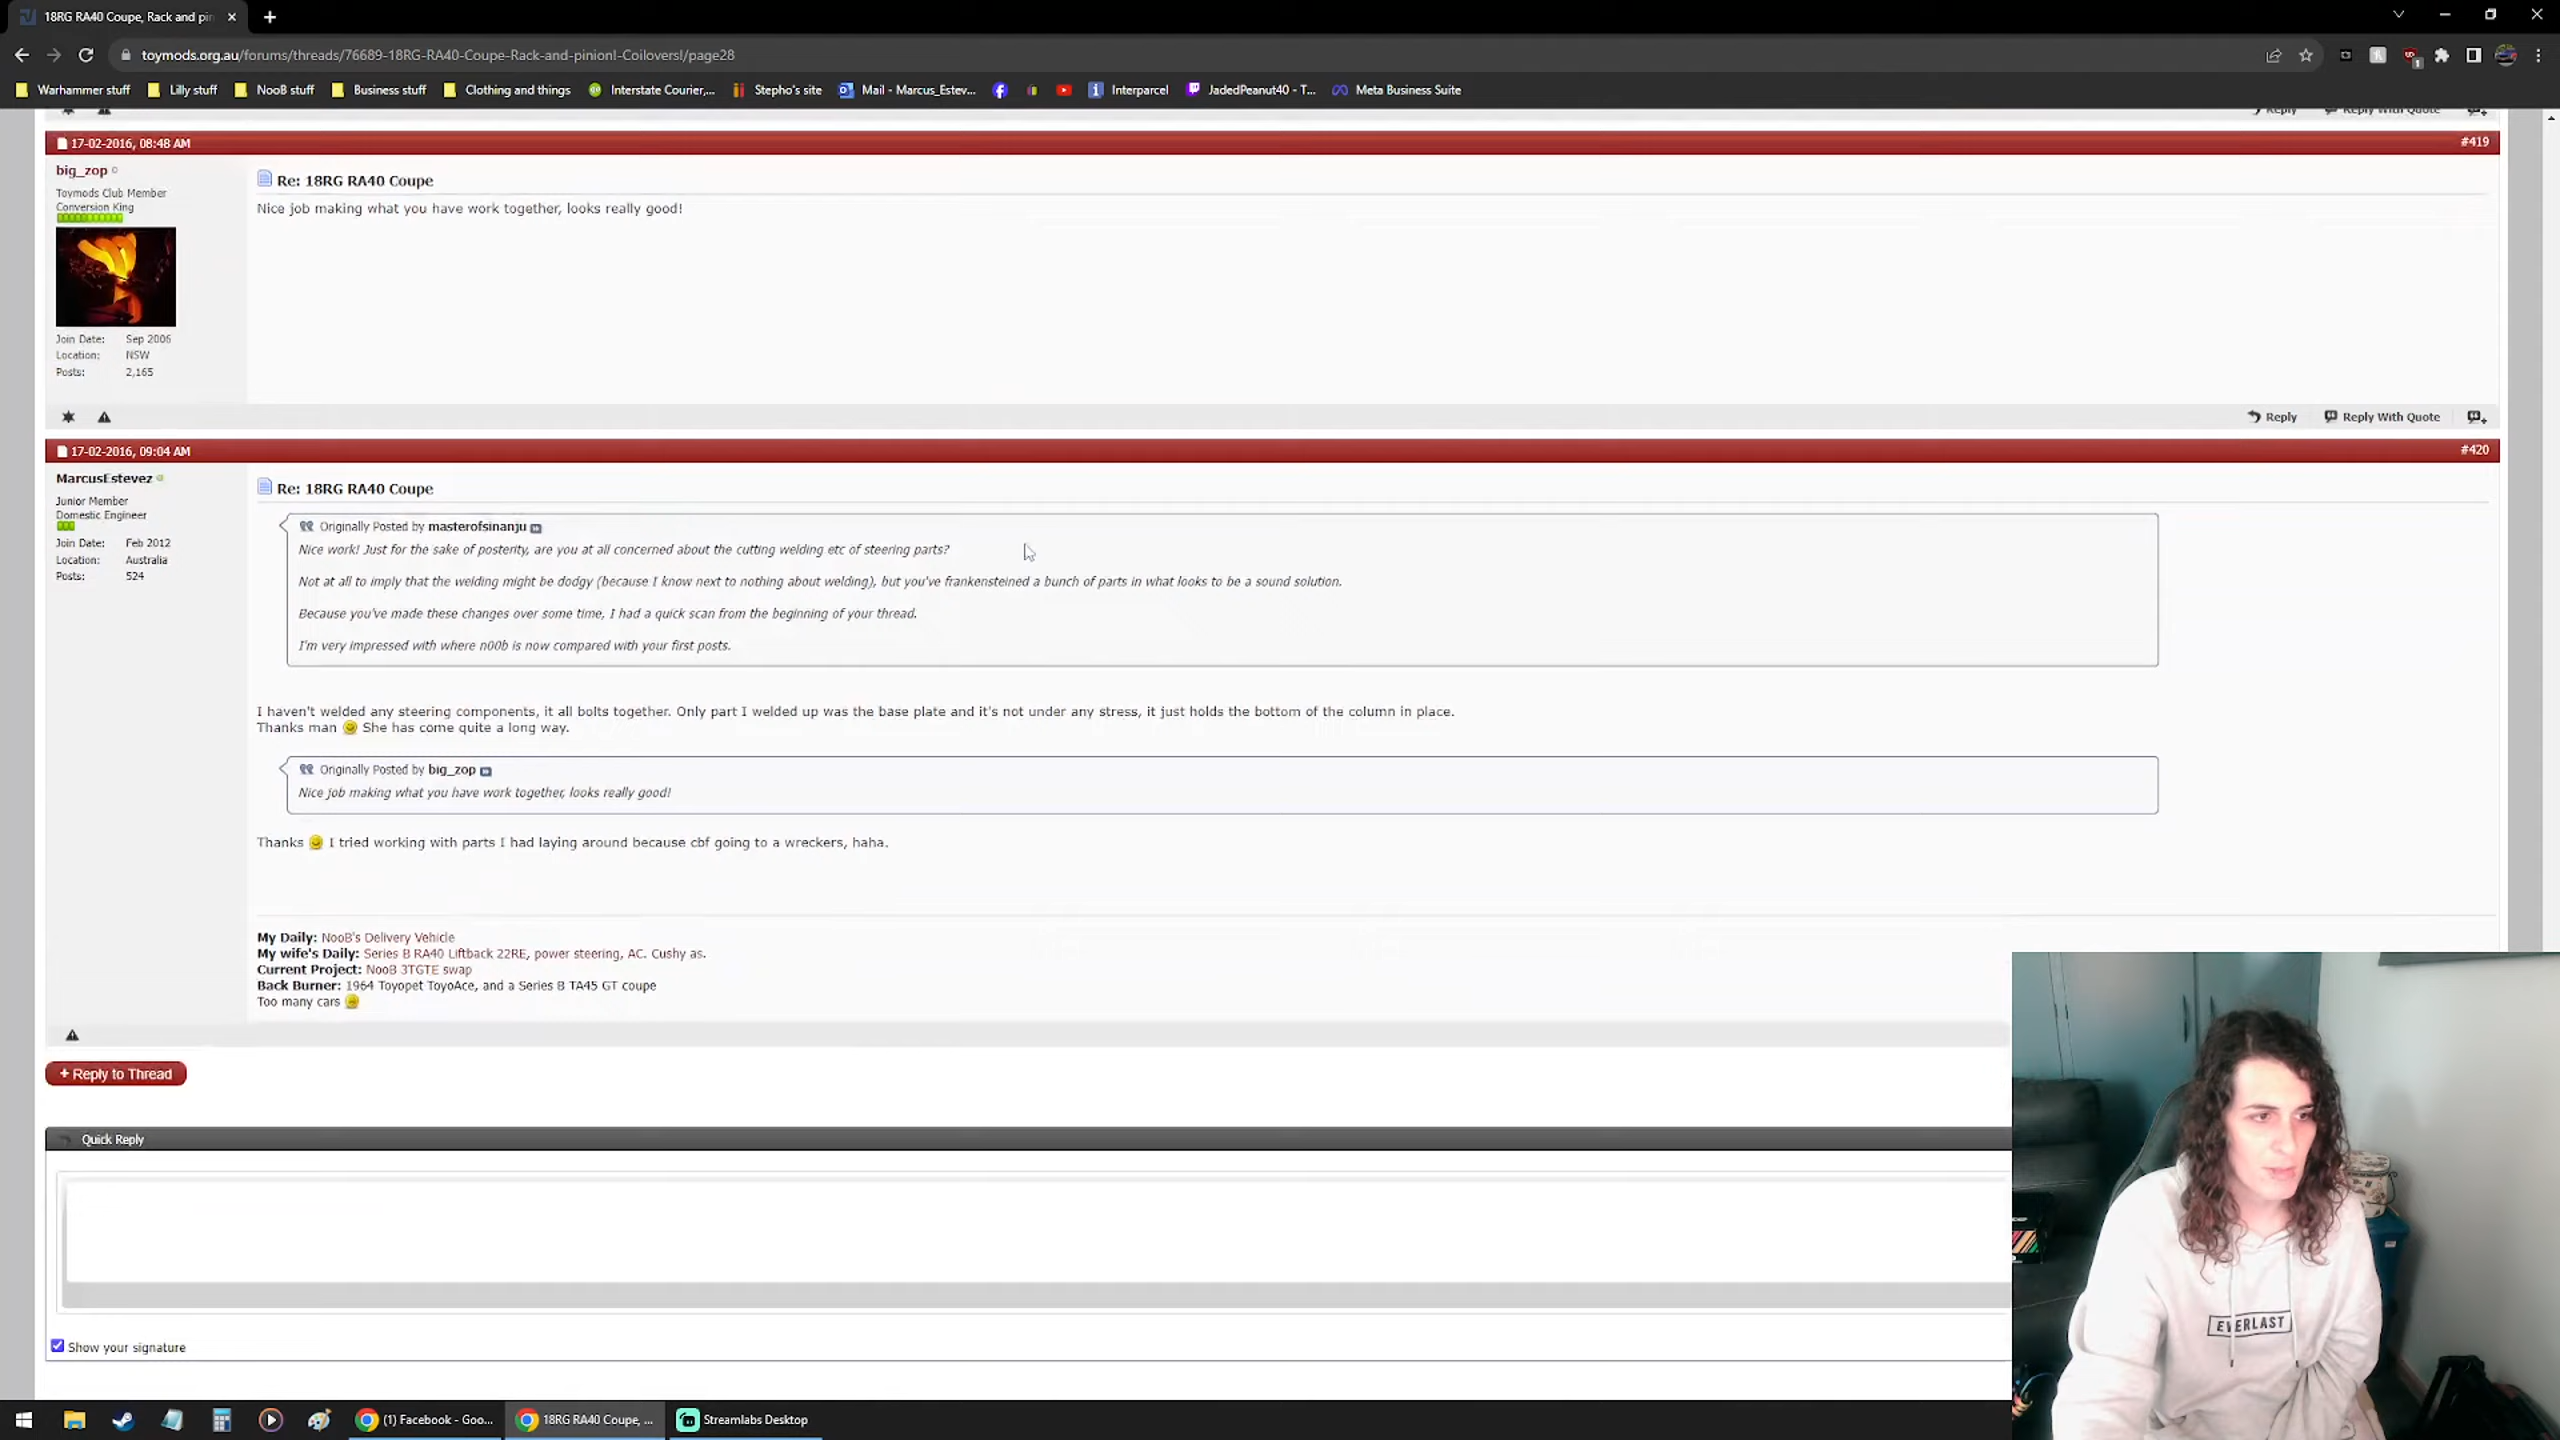 18RG RA40 Coupe, Rack and pin
toymods.org.au/forums/threads/76689-18RG-RA40-Coupe-Rack-and-pinion!-Coilovers!/page28
Warhammer stuff
Lilly stuff
NooB stuff
Business stuff
Clothing and things
Interstate Courier,...
Stepho's site
Mail - Marcus_Estev...
Interparcel
JadedPeanut40 - T...
Meta Business Suite
Reply
Reply With Quote
17-02-2016, 08:48 AM
#419
big_zop
Toymods Club Member
Conversion King
Join Date: Sep 2006
Location: NSW
Posts: 2,165
Re: 18RG RA40 Coupe
Nice job making what you have work together, looks really good!
Reply
Reply With Quote
17-02-2016, 09:04 AM
#420
MarcusEstevez
Junior Member
Domestic Engineer
Join Date: Feb 2012
Location: Australia
Posts: 524
Re: 18RG RA40 Coupe
Originally Posted by masterofsinanju
Nice work! Just for the sake of posterity, are you at all concerned about the cutting welding etc of steering parts?
Not at all to imply that the welding might be dodgy (because I know next to nothing about welding), but you've frankensteined a bunch of parts in what looks to be a sound solution.
Because you've made these changes over some time, I had a quick scan from the beginning of your thread.
I'm very impressed with where n00b is now compared with your first posts.
I haven't welded any steering components, it all bolts together. Only part I welded up was the base plate and it's not under any stress, it just holds the bottom of the column in place.
Thanks man She has come quite a long way.
Originally Posted by big_zop
Nice job making what you have work together, looks really good!
Thanks I tried working with parts I had laying around because cbf going to a wreckers, haha.
My Daily: NooB's Delivery Vehicle
My wife's Daily: Series B RA40 Liftback 22RE, power steering, AC. Cushy as.
Current Project: NooB 3TGTE swap
Back Burner: 1964 Toyopet ToyoAce, and a Series B TA45 GT coupe
Too many cars
+ Reply to Thread
Quick Reply
Show your signature
EVERLAST
(1) Facebook - Goo...
18RG RA40 Coupe, ...
Streamlabs Desktop